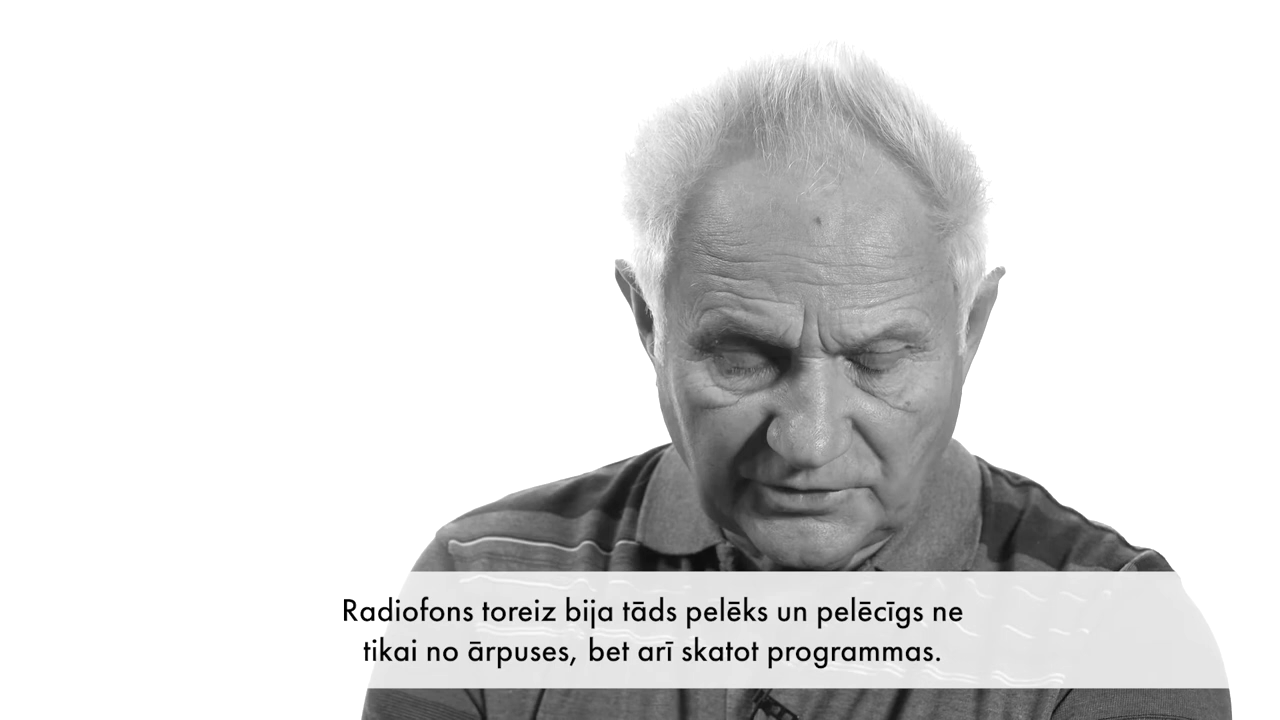 Radiofons toreiz bija tāds pelēks un pelēcīgs ne
tikai no ārpuses, bet arī skatot programmas.